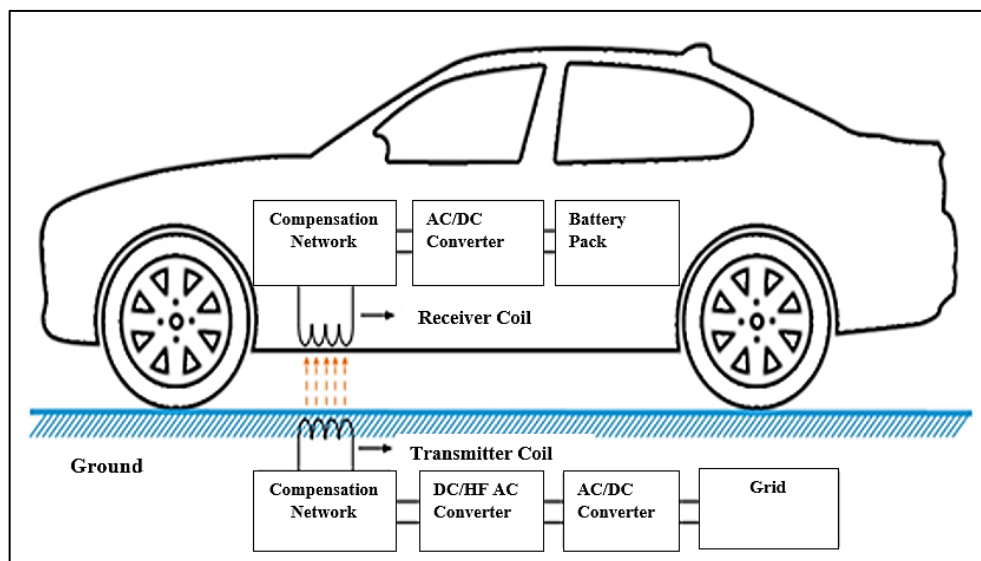 Compensation
Network
AC/DC
Converter
Battery
Pack
Receiver Coil
Transmitter Coil
Ground
Compensation
Network
DC/HF AC
Converter
AC/DC
Converter
Grid